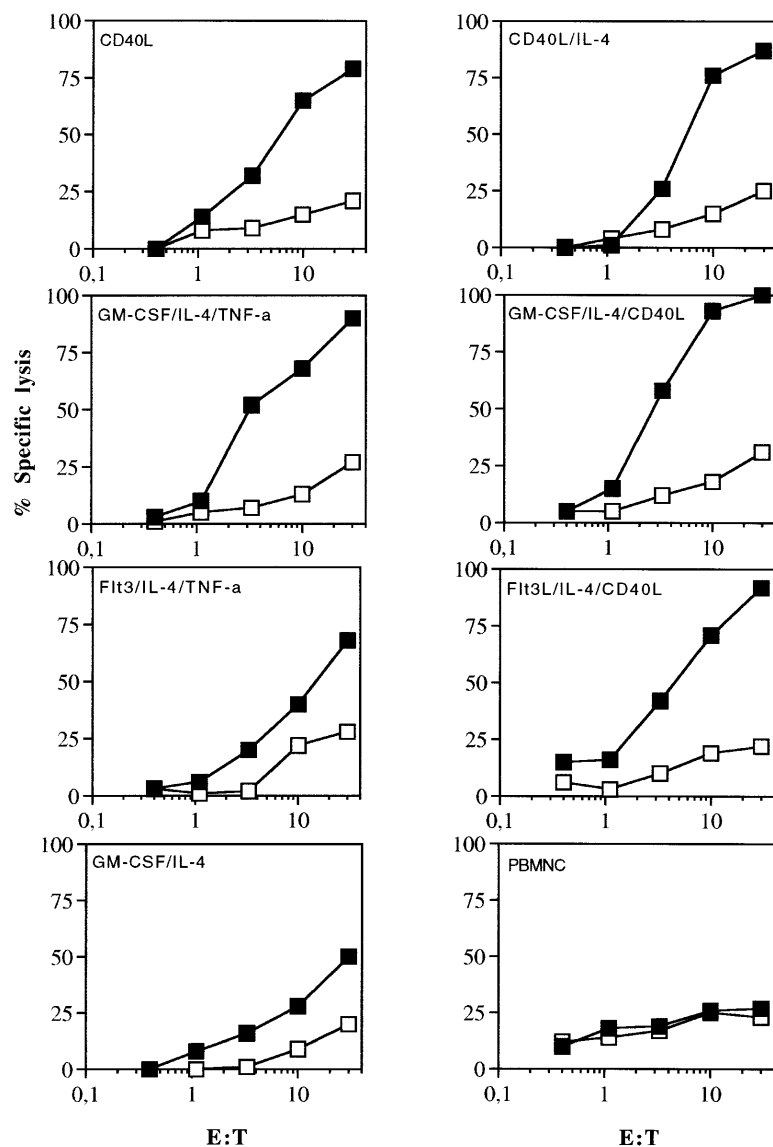 % Specific lysis
CD40L
100
75
50
25
0
0,1 1 10
CD40L/IL-4
100
75
50
25
0
0,1 1 10
GM-CSF/IL-4/TNF-a
100
75
50
25
0
0,1 1 10
GM-CSF/IL-4/CD40L
100
75
50
25
0
0,1 1 10
Flt3/IL-4/TNF-a
100
75
50
25
0
0,1 1 10
Flt3L/IL-4/CD40L
100
75
50
25
0
0,1 1 10
GM-CSF/IL-4
100
75
50
25
0
0,1 1 10
E:T
PBMNC
100
75
50
25
0
0,1 1 10
E:T